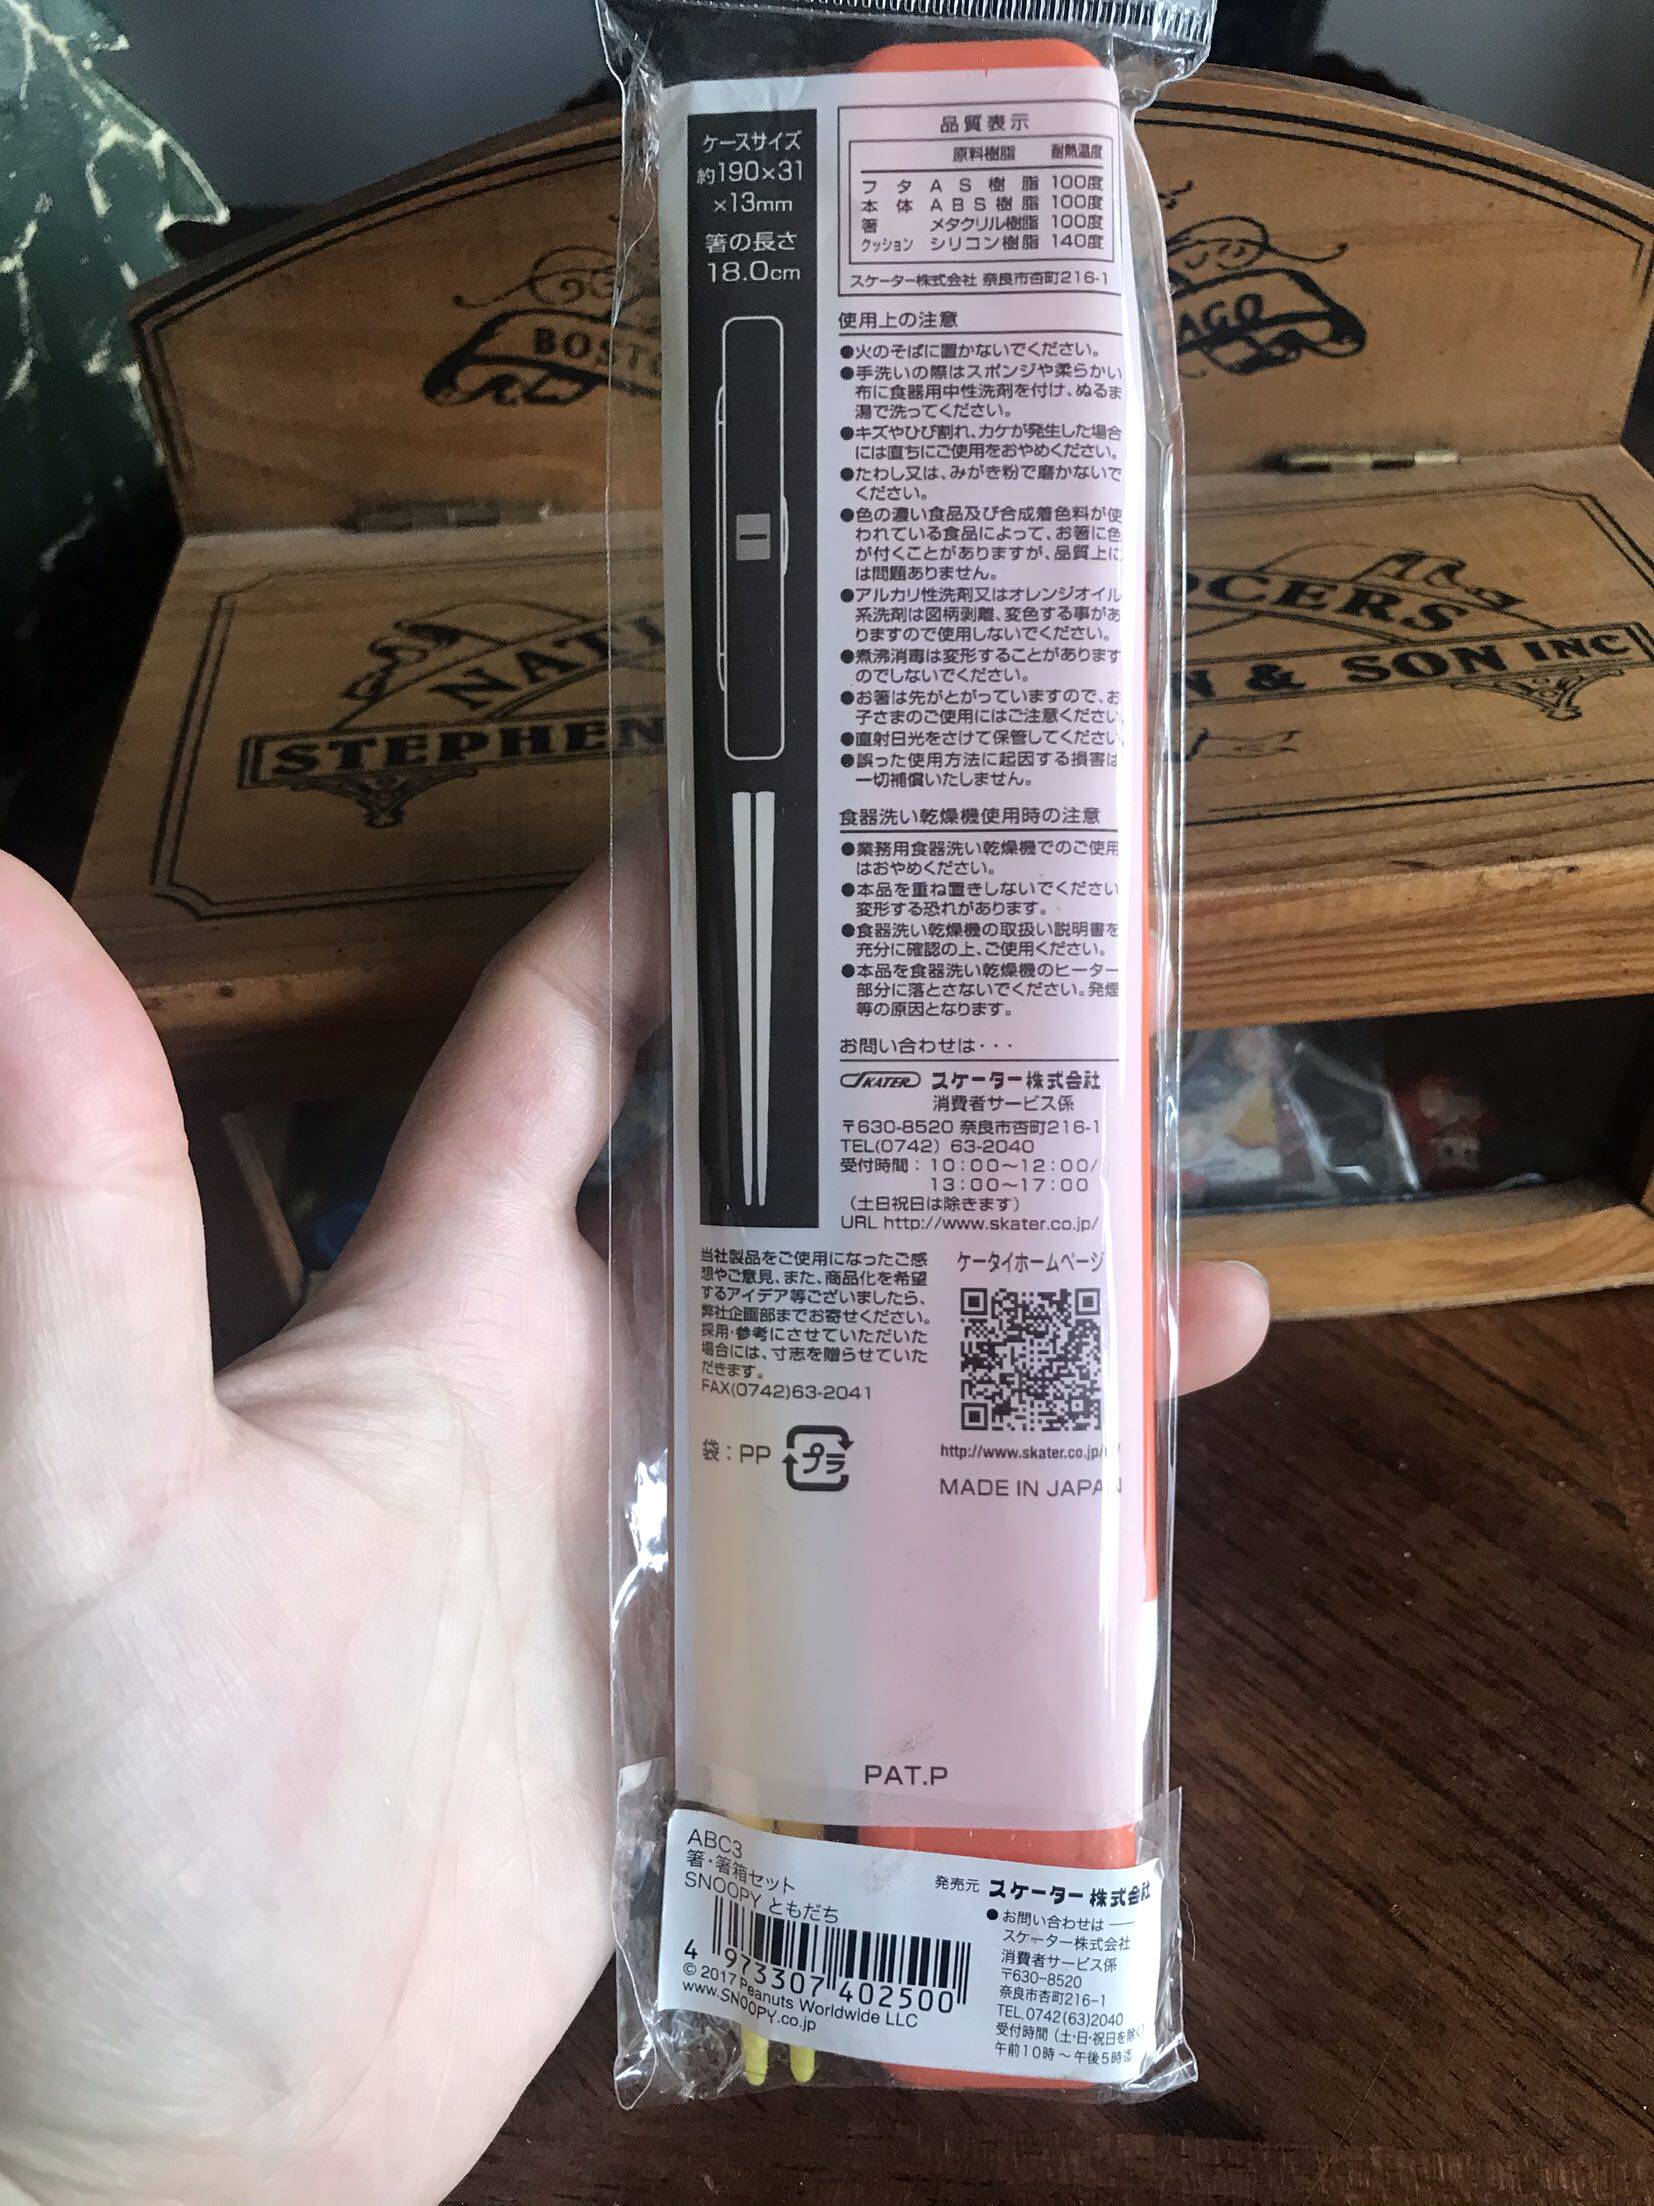 ケースサイズ
約190×31
×13mm
箸の長さ
18.0cm
品質表示
原料樹脂 耐熱温度
フタ AS樹脂 100度
本体 ABS樹脂 100度
箸 メタクリル樹脂 100度
クッション シリコン樹脂 140度
スケーター株式会社 奈良市杏町216-1
使用上の注意
●火のそばに置かないでください。
●手洗いの際はスポンジや柔らかい
布に食器用中性洗剤を付け、ぬるま
湯で洗ってください。
●キズやひび割れ、カケが発生した場合
には直ちにご使用をおやめください。
●たわし又は、みがき粉で磨かないで
ください。
●色の濃い食品及び合成着色料が使
われている食品によって、お箸に色
が付くことがありますが、品質上に
は問題ありません。
●アルカリ性洗剤又はオレンジオイル
系洗剤は図柄剥離、変色する事があ
りますので使用しないでください。
●煮沸消毒は変形することがあります
のでしないでください。
●お箸は先がとがっていますので、お
子さまのご使用にはご注意ください
●直射日光をさけて保管してください
●誤った使用方法に起因する損害は
一切補償いたしません。
食器洗い乾燥機使用時の注意
●業務用食器洗い乾燥機でのご使用
はおやめください。
●本品を重ね置きしないでください
変形する恐れがあります。
●食器洗い乾燥機の取扱い説明書を
充分に確認の上、ご使用ください。
●本品を食器洗い乾燥機のヒーター
部分に落とさないでください。発煙
等の原因となります。
お問い合わせは・・・
SKATER スケーター株式会社
消費者サービス係
〒630-8520 奈良市杏町216-1
TEL(0742) 63-2040
受付時間：10：00～12：00/
13：00～17：00
（土日祝日は除きます）
URL http://www.skater.co.jp/
当社製品をご使用になったご感
想やご意見、また、商品化を希望
するアイデア等ございましたら、
弊社企画部までお寄せください。
採用・参考にさせていただいた
場合には、寸志を贈らせていた
だきます。
FAX(0742)63-2041
ケータイホームページ
http://www.skater.co.jp/
袋：PP プラ
MADE IN JAPAN
PAT.P
ABC3
箸・箸箱セット
SNOOPY ともだち
4 973307 402500
© 2017 Peanuts Worldwide LLC
www.SNOOPY.co.jp
発売元 スケーター株式会社
●お問い合わせは
スケーター株式会社
消費者サービス係
〒630-8520
奈良市杏町216-1
TEL.0742(63)2040
受付時間（土・日・祝日を除く）
午前10時～午後5時迄
BOSTO
AGO
NATI
OCERS
STEPHEN
N & SON INC